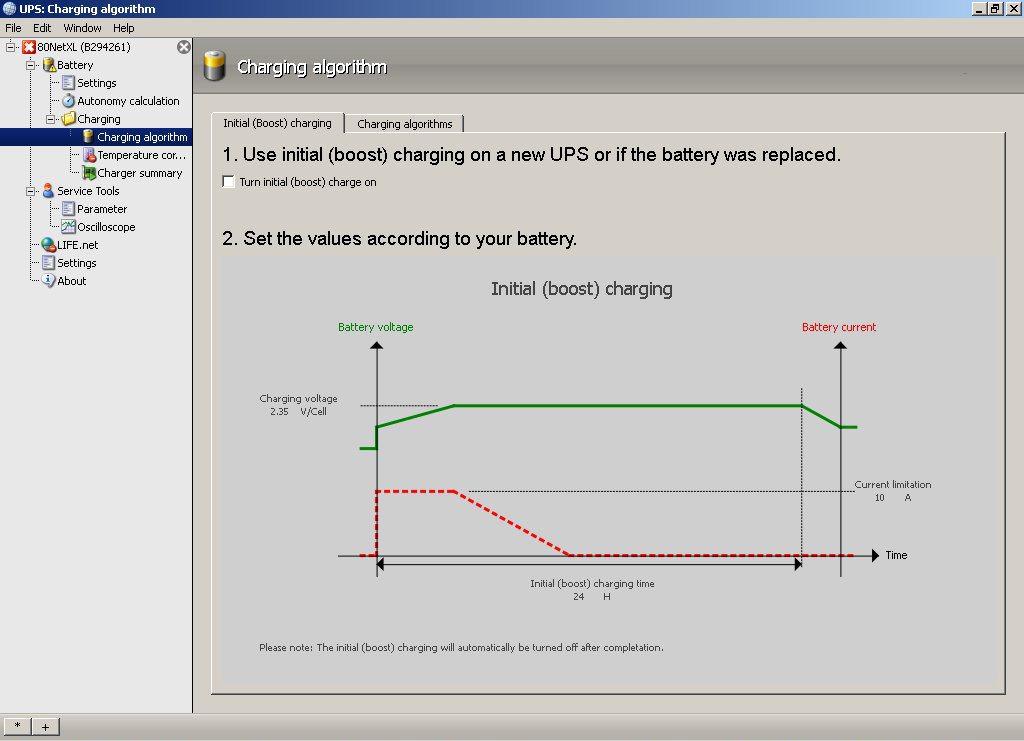 UPS: Charging algorithm
File Edit Window Help
80NetXL (B294261)
Battery
Settings
Autonomy calculation
Charging
Charging algorithm
Temperature cor...
Charger summary
Service Tools
Parameter
Oscilloscope
LIFE.net
Settings
About
Charging algorithm
Initial (Boost) charging Charging algorithms
1. Use initial (boost) charging on a new UPS or if the battery was replaced.
Turn initial (boost) charge on
2. Set the values according to your battery.
Initial (boost) charging
Battery voltage Battery current
Charging voltage
2.35 V/Cell
Current limitation
10 A
Time
Initial (boost) charging time
24 H
Please note: The initial (boost) charging will automatically be turned off after completion.
* +